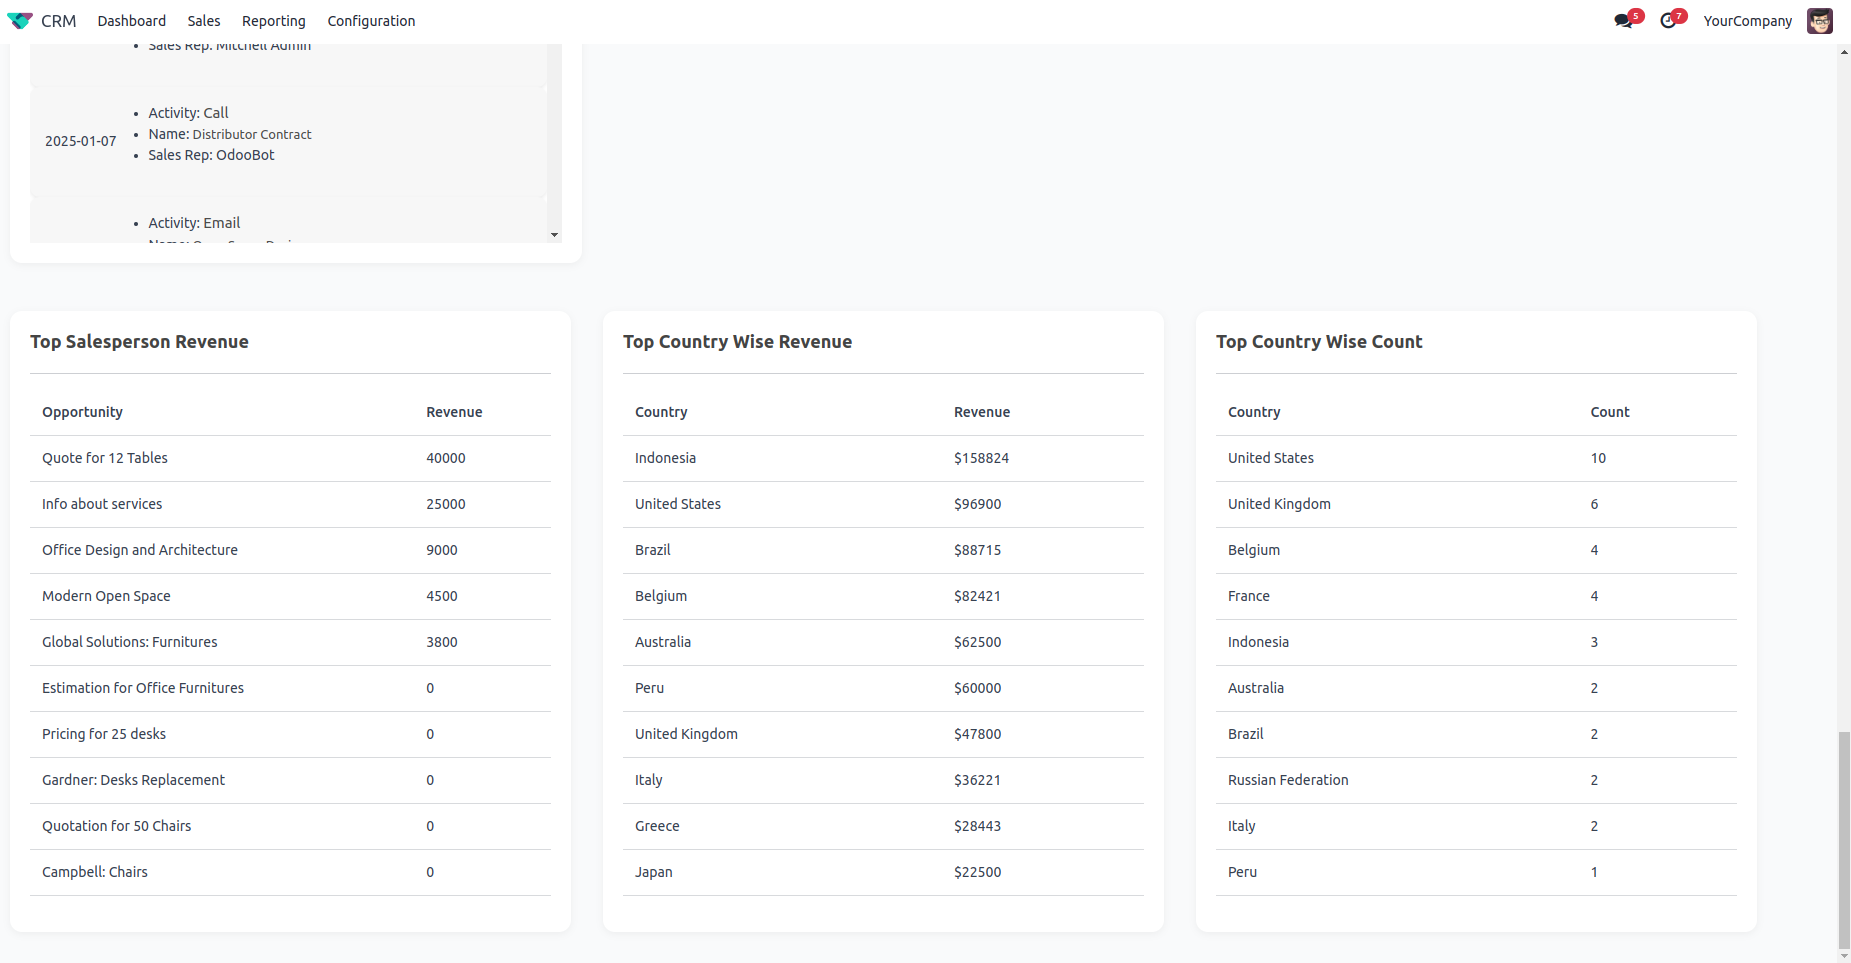 CRM Dashboard Sales Reporting Configuration 5 7 YourCompany
Sales Rep: Mitchell Admin
2025-01-07
Activity: Call
Name: Distributor Contract
Sales Rep: OdooBot
Activity: Email
Top Salesperson Revenue
Opportunity Revenue
Quote for 12 Tables 40000
Info about services 25000
Office Design and Architecture 9000
Modern Open Space 4500
Global Solutions: Furnitures 3800
Estimation for Office Furnitures 0
Pricing for 25 desks 0
Gardner: Desks Replacement 0
Quotation for 50 Chairs 0
Campbell: Chairs 0
Top Country Wise Revenue
Country Revenue
Indonesia $158824
United States $96900
Brazil $88715
Belgium $82421
Australia $62500
Peru $60000
United Kingdom $47800
Italy $36221
Greece $28443
Japan $22500
Top Country Wise Count
Country Count
United States 10
United Kingdom 6
Belgium 4
France 4
Indonesia 3
Australia 2
Brazil 2
Russian Federation 2
Italy 2
Peru 1